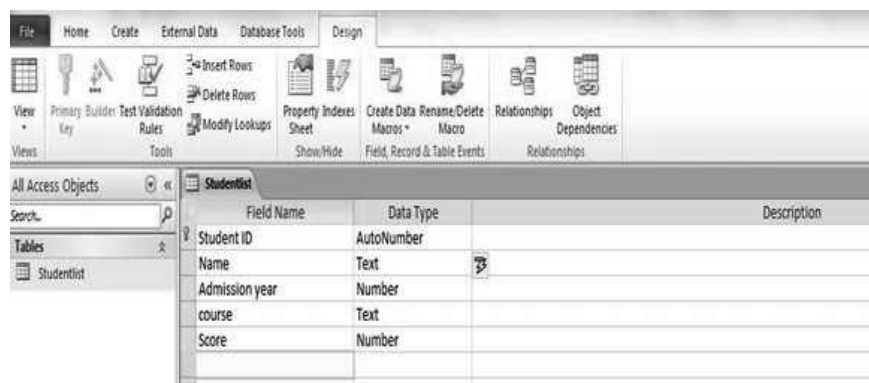 File Home Create External Data Database Tools Design
View Primary Key Builder Test Validation Rules Insert Rows Delete Rows Modify Lookups Property Sheet Indexes Create Data Macros Rename/Delete Macro Relationships Object Dependencies
Views Tools Show/Hide Field, Record & Table Events Relationships
All Access Objects «
Studentlist
Search..
Tables
Studentlist
Field Name Data Type Description
Student ID AutoNumber
Name Text
Admission year Number
course Text
Score Number